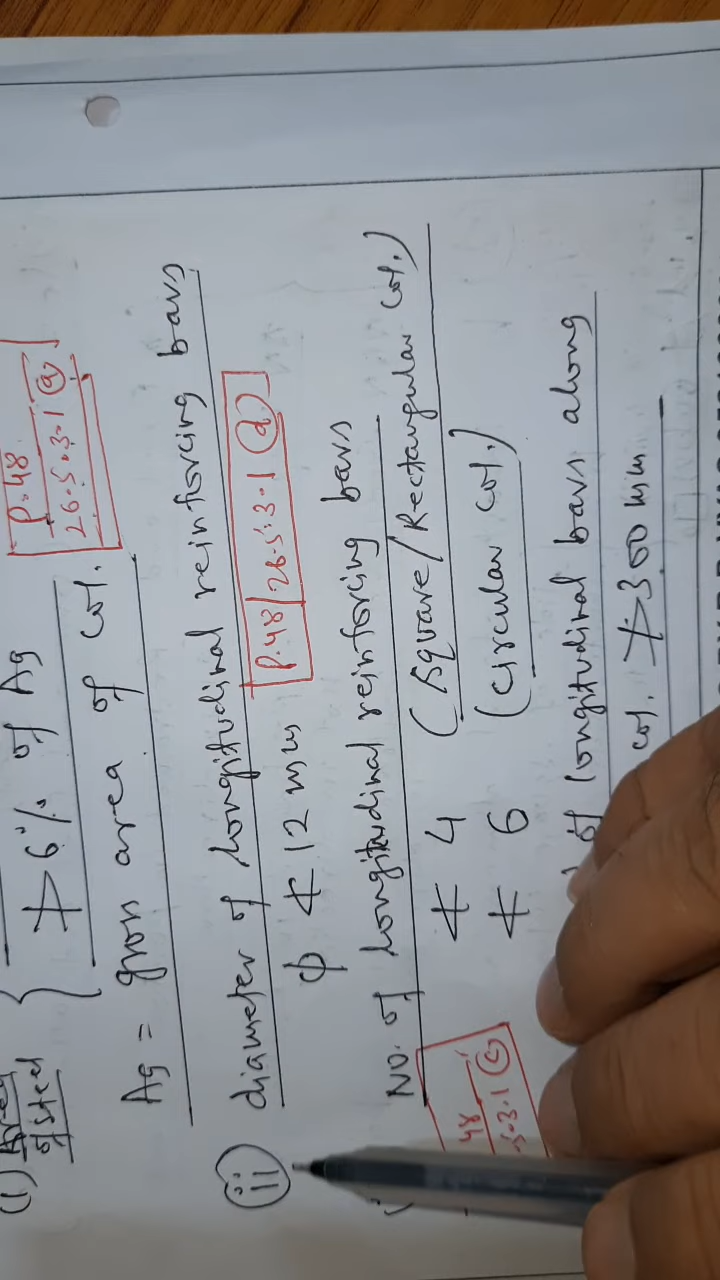 (i) Area of steel
≯ 6% of Ag
P.48
26.5.3.1 (a)
Ag = gross area of col.
(ii) diameter of longitudinal reinforcing bars
ϕ ≮ 12 mm P.48/26.5.3.1 (d)
No. of longitudinal reinforcing bars
≮ 4 (Square/Rectangular col.)
≮ 6 (Circular col.)
48
5.3.1 (c)
of longitudinal bars along
col. ≯ 300 mm